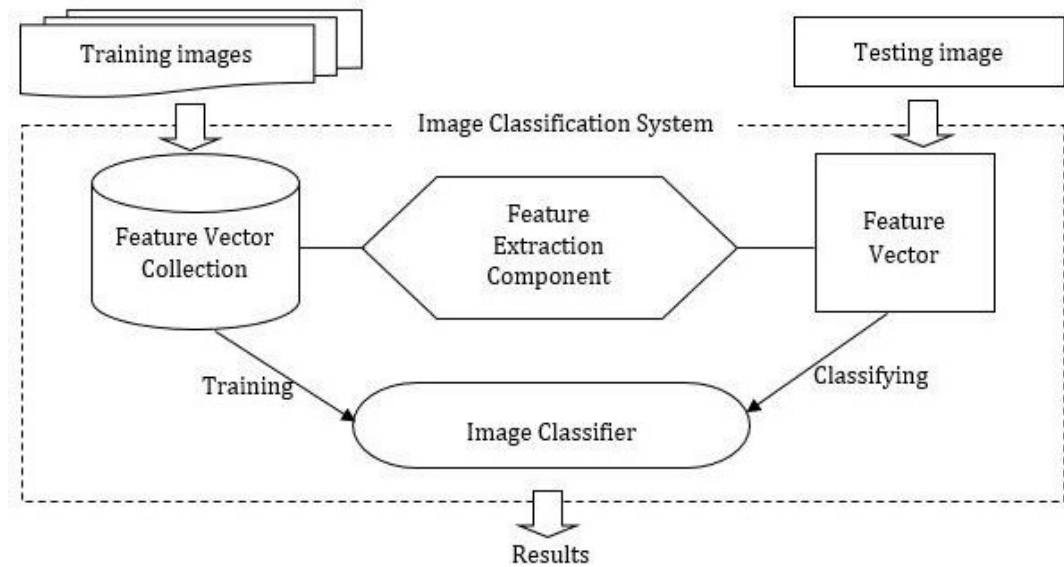 Training images
Testing image
Image Classification System
Feature Vector
Collection
Feature
Extraction
Component
Feature
Vector
Training
Classifying
Image Classifier
Results